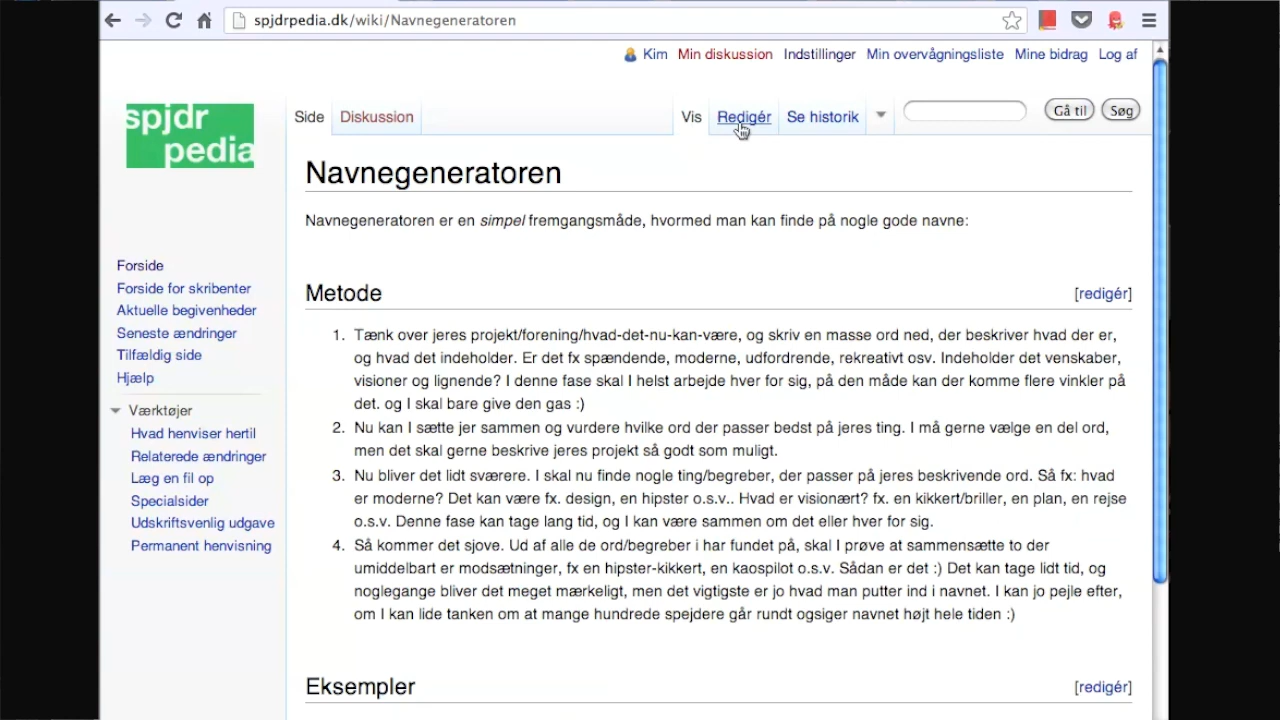 spjdrpedia.dk/wiki/Navnegeneratoren
Kim Min diskussion Indstillinger Min overvågningsliste Mine bidrag Log af
spjdr
pedia
Side Diskussion Vis Redigér Se historik Gå til Søg
Navnegeneratoren
Navnegeneratoren er en simpel fremgangsmåde, hvormed man kan finde på nogle gode navne:
Forside
Forside for skribenter
Aktuelle begivenheder
Seneste ændringer
Tilfældig side
Hjælp
Værktøjer
Hvad henviser hertil
Relaterede ændringer
Læg en fil op
Specialsider
Udskriftsvenlig udgave
Permanent henvisning
Metode [redigér]
1. Tænk over jeres projekt/forening/hvad-det-nu-kan-være, og skriv en masse ord ned, der beskriver hvad der er,
og hvad det indeholder. Er det fx spændende, moderne, udfordrende, rekreativt osv. Indeholder det venskaber,
visioner og lignende? I denne fase skal I helst arbejde hver for sig, på den måde kan der komme flere vinkler på
det. og I skal bare give den gas :)
2. Nu kan I sætte jer sammen og vurdere hvilke ord der passer bedst på jeres ting. I må gerne vælge en del ord,
men det skal gerne beskrive jeres projekt så godt som muligt.
3. Nu bliver det lidt sværere. I skal nu finde nogle ting/begreber, der passer på jeres beskrivende ord. Så fx: hvad
er moderne? Det kan være fx. design, en hipster o.s.v.. Hvad er visionært? fx. en kikkert/briller, en plan, en rejse
o.s.v. Denne fase kan tage lang tid, og I kan være sammen om det eller hver for sig.
4. Så kommer det sjove. Ud af alle de ord/begreber i har fundet på, skal I prøve at sammensætte to der
umiddelbart er modsætninger, fx en hipster-kikkert, en kaospilot o.s.v. Sådan er det :) Det kan tage lidt tid, og
noglegange bliver det meget mærkeligt, men det vigtigste er jo hvad man putter ind i navnet. I kan jo pejle efter,
om I kan lide tanken om at mange hundrede spejdere går rundt ogsiger navnet højt hele tiden :)
Eksempler [redigér]